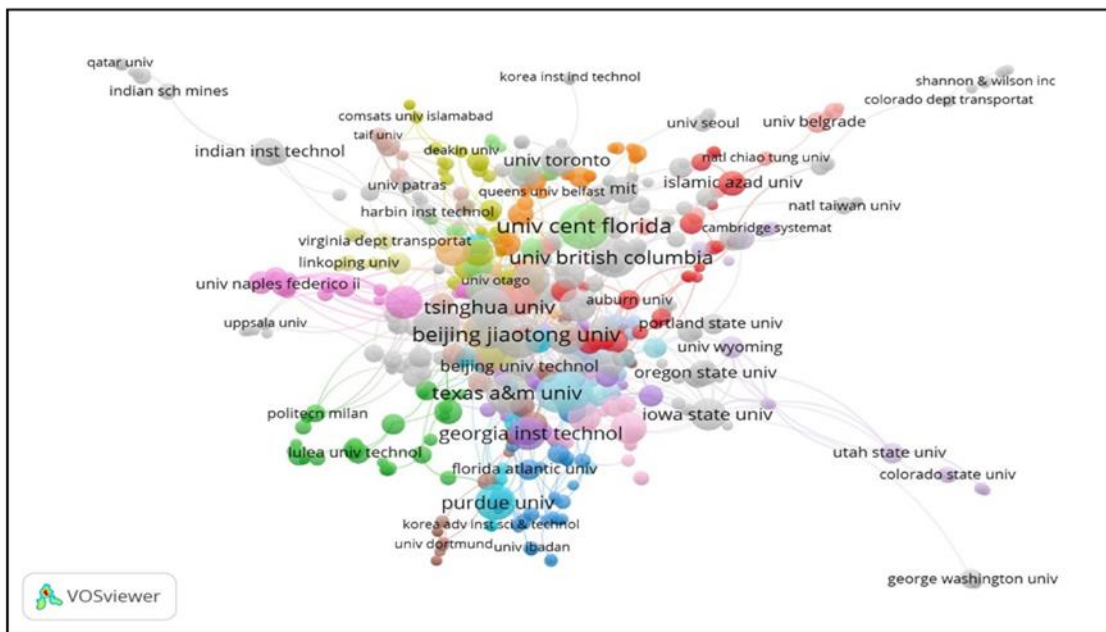 qatar univ
indian sch mines
korea inst ind technol
shannon & wilson inc
colorado dept transportat
comsats univ islamabad
taif univ
univ seoul
univ belgrade
indian inst technol
deakin univ
univ toronto
natl chiao tung univ
univ patras
queens univ belfast
mit
islamic azad univ
harbin inst technol
univ cent florida
natl taiwan univ
cambridge systemat
virginia dept transportat
linkoping univ
univ british columbia
univ naples federico ii
univ otago
tsinghua univ
auburn univ
uppsala univ
beijing jiaotong univ
portland state univ
univ wyoming
beijing univ technol
oregon state univ
texas a&m univ
politecn milan
iowa state univ
georgia inst technol
lulea univ technol
utah state univ
florida atlantic univ
colorado state univ
purdue univ
korea adv inst sci & technol
univ dortmund
univ ibadan
george washington univ
VOSviewer